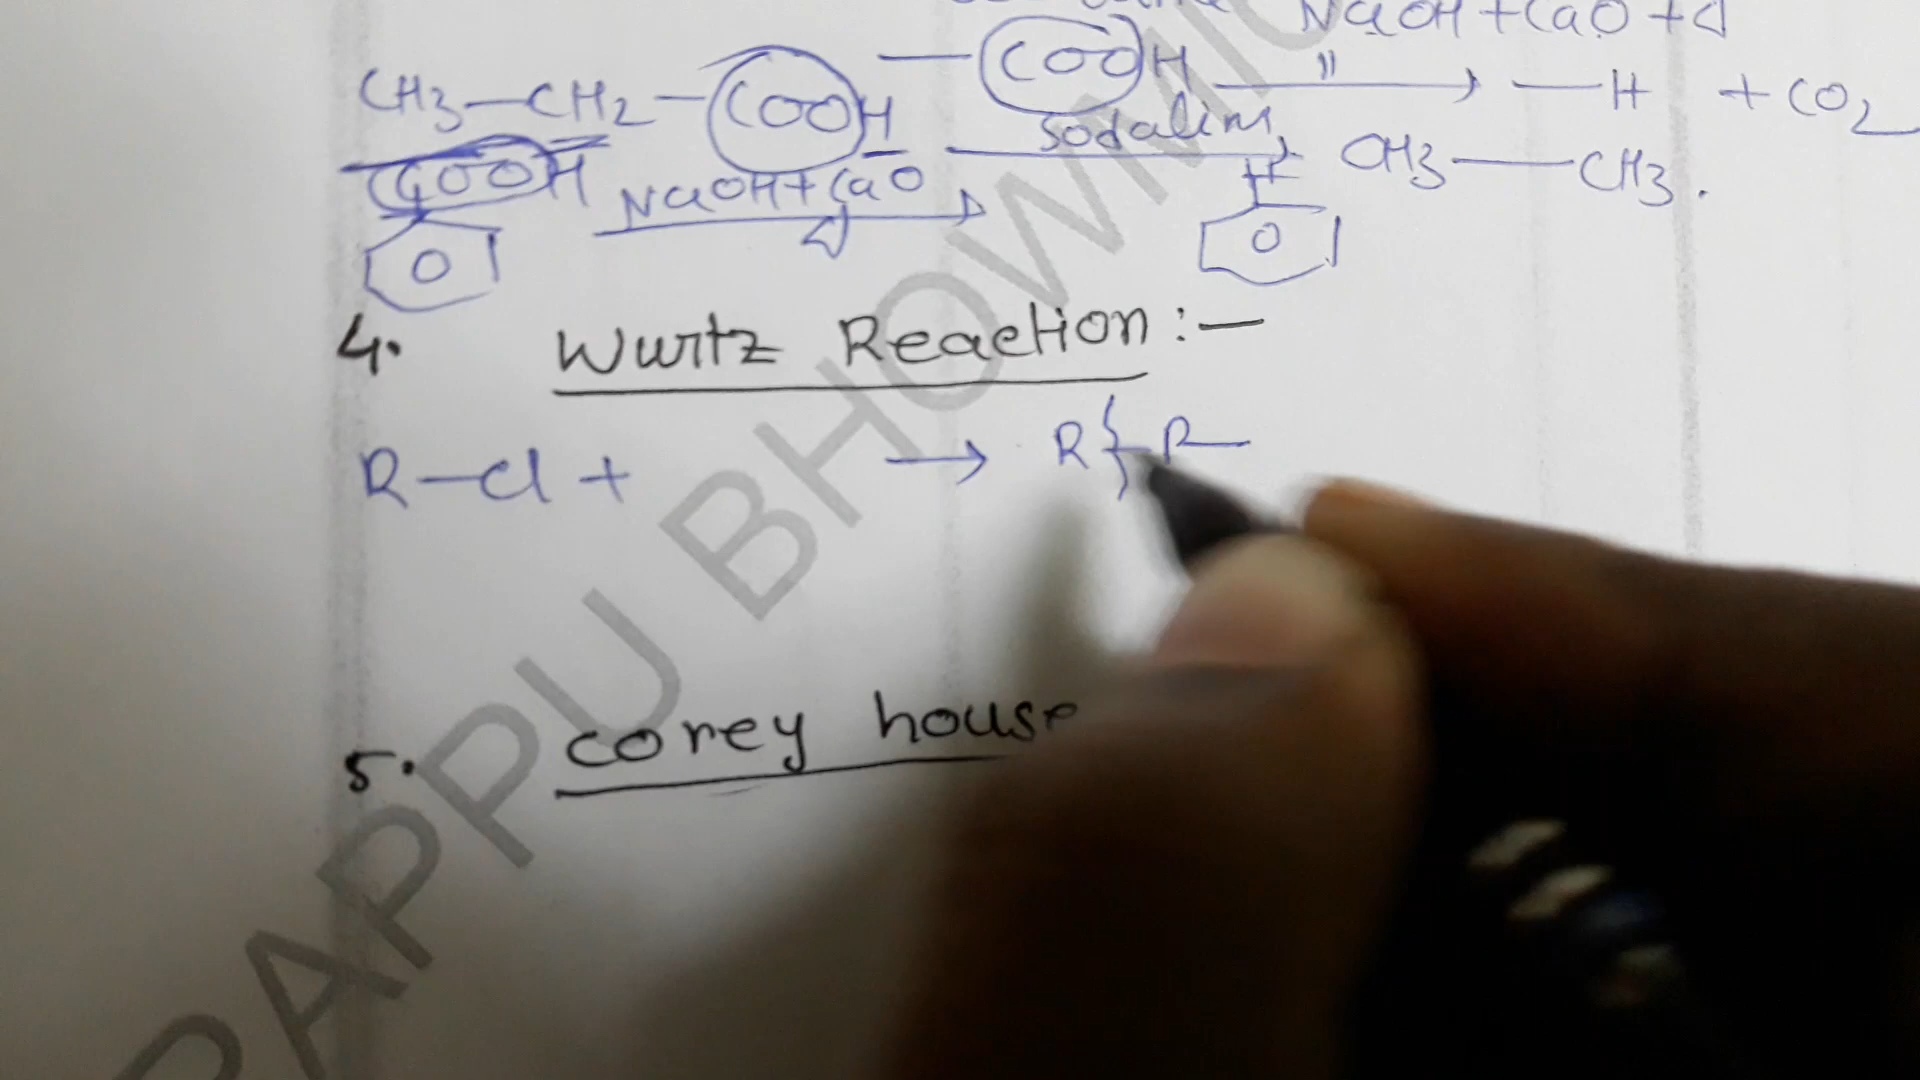 NaOH + CaO + Δ
—COOH → —H + CO2
CH3—CH2—COOH sodalim → CH3—CH3.
COOH NaOH + CaO Δ → H
4. Wurtz Reaction :—
R—Cl + → R—R
5. corey house
PAPPU BHOWMI